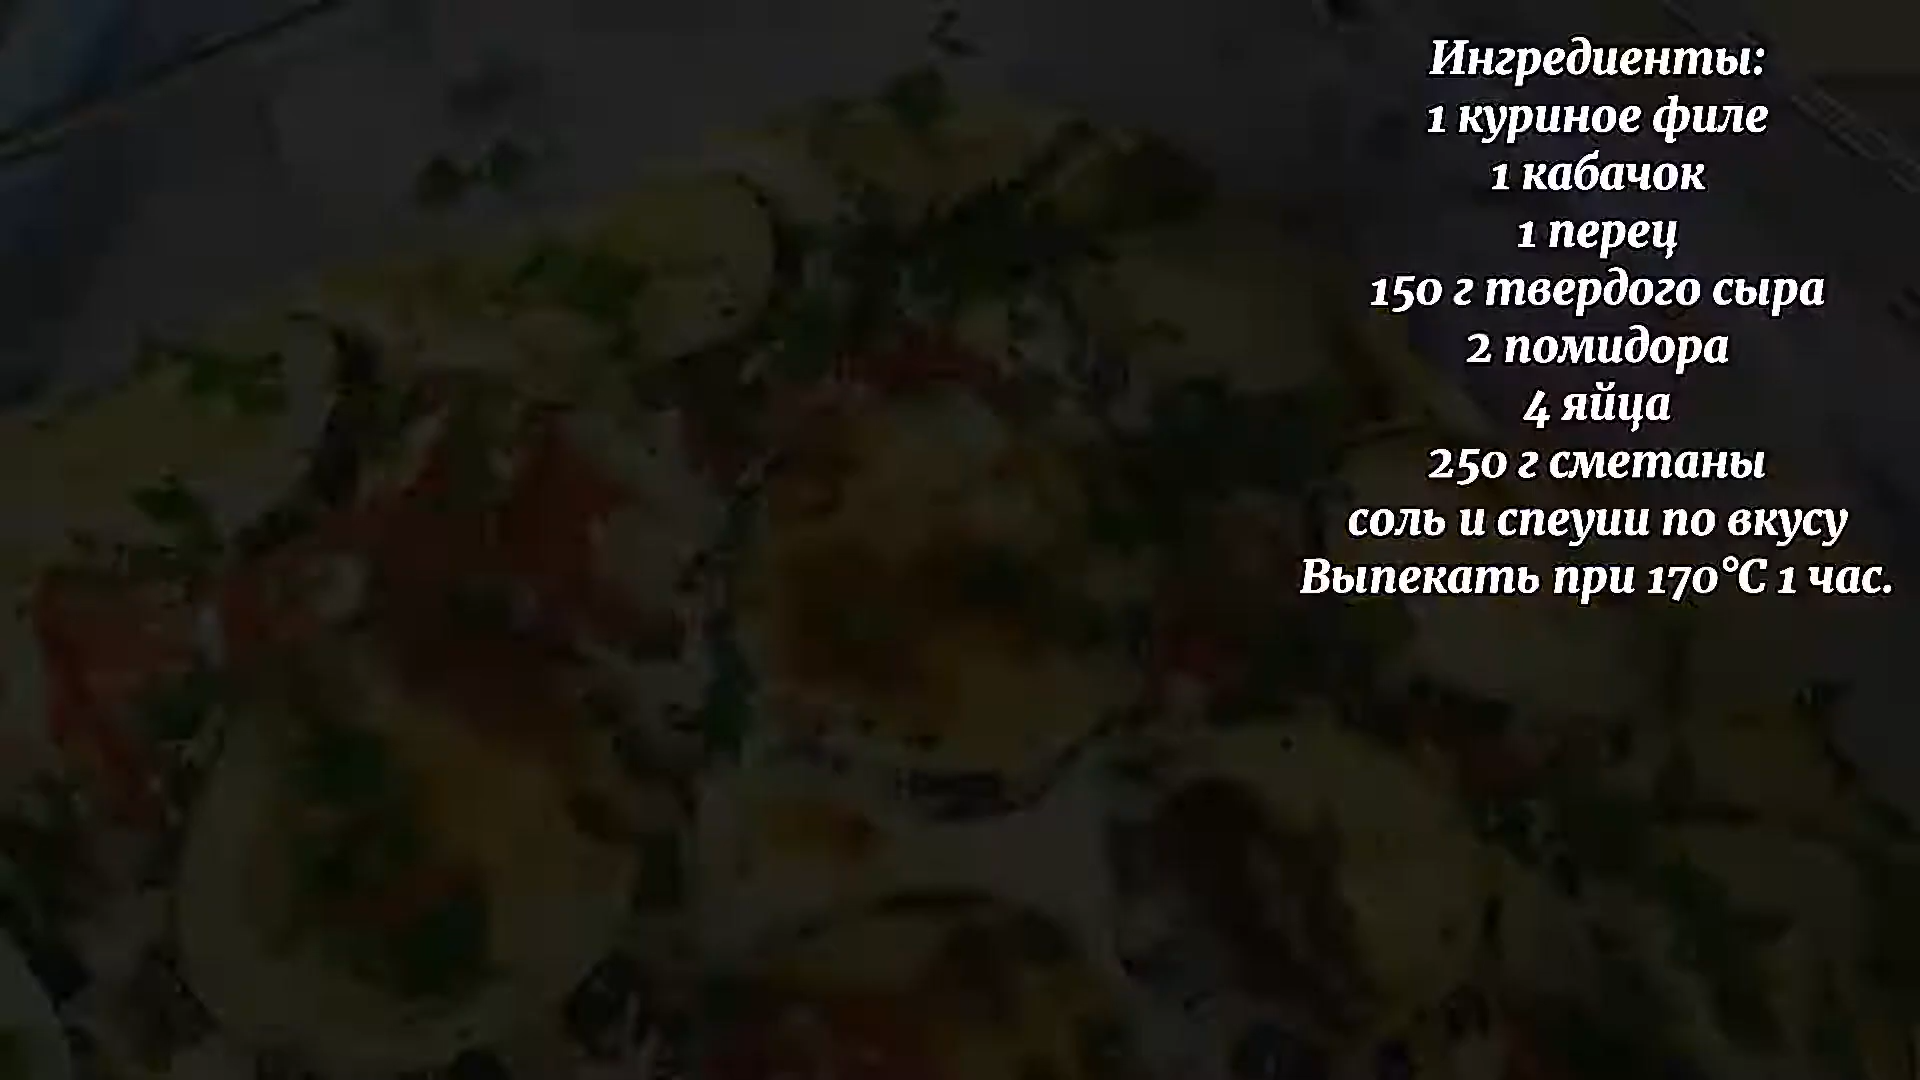 Ингредиенты:
1 куриное филе
1 кабачок
1 перец
150 г твердого сыра
2 помидора
4 яйца
250 г сметаны
соль и спеуии по вкусу
Выпекать при 170°C 1 час.